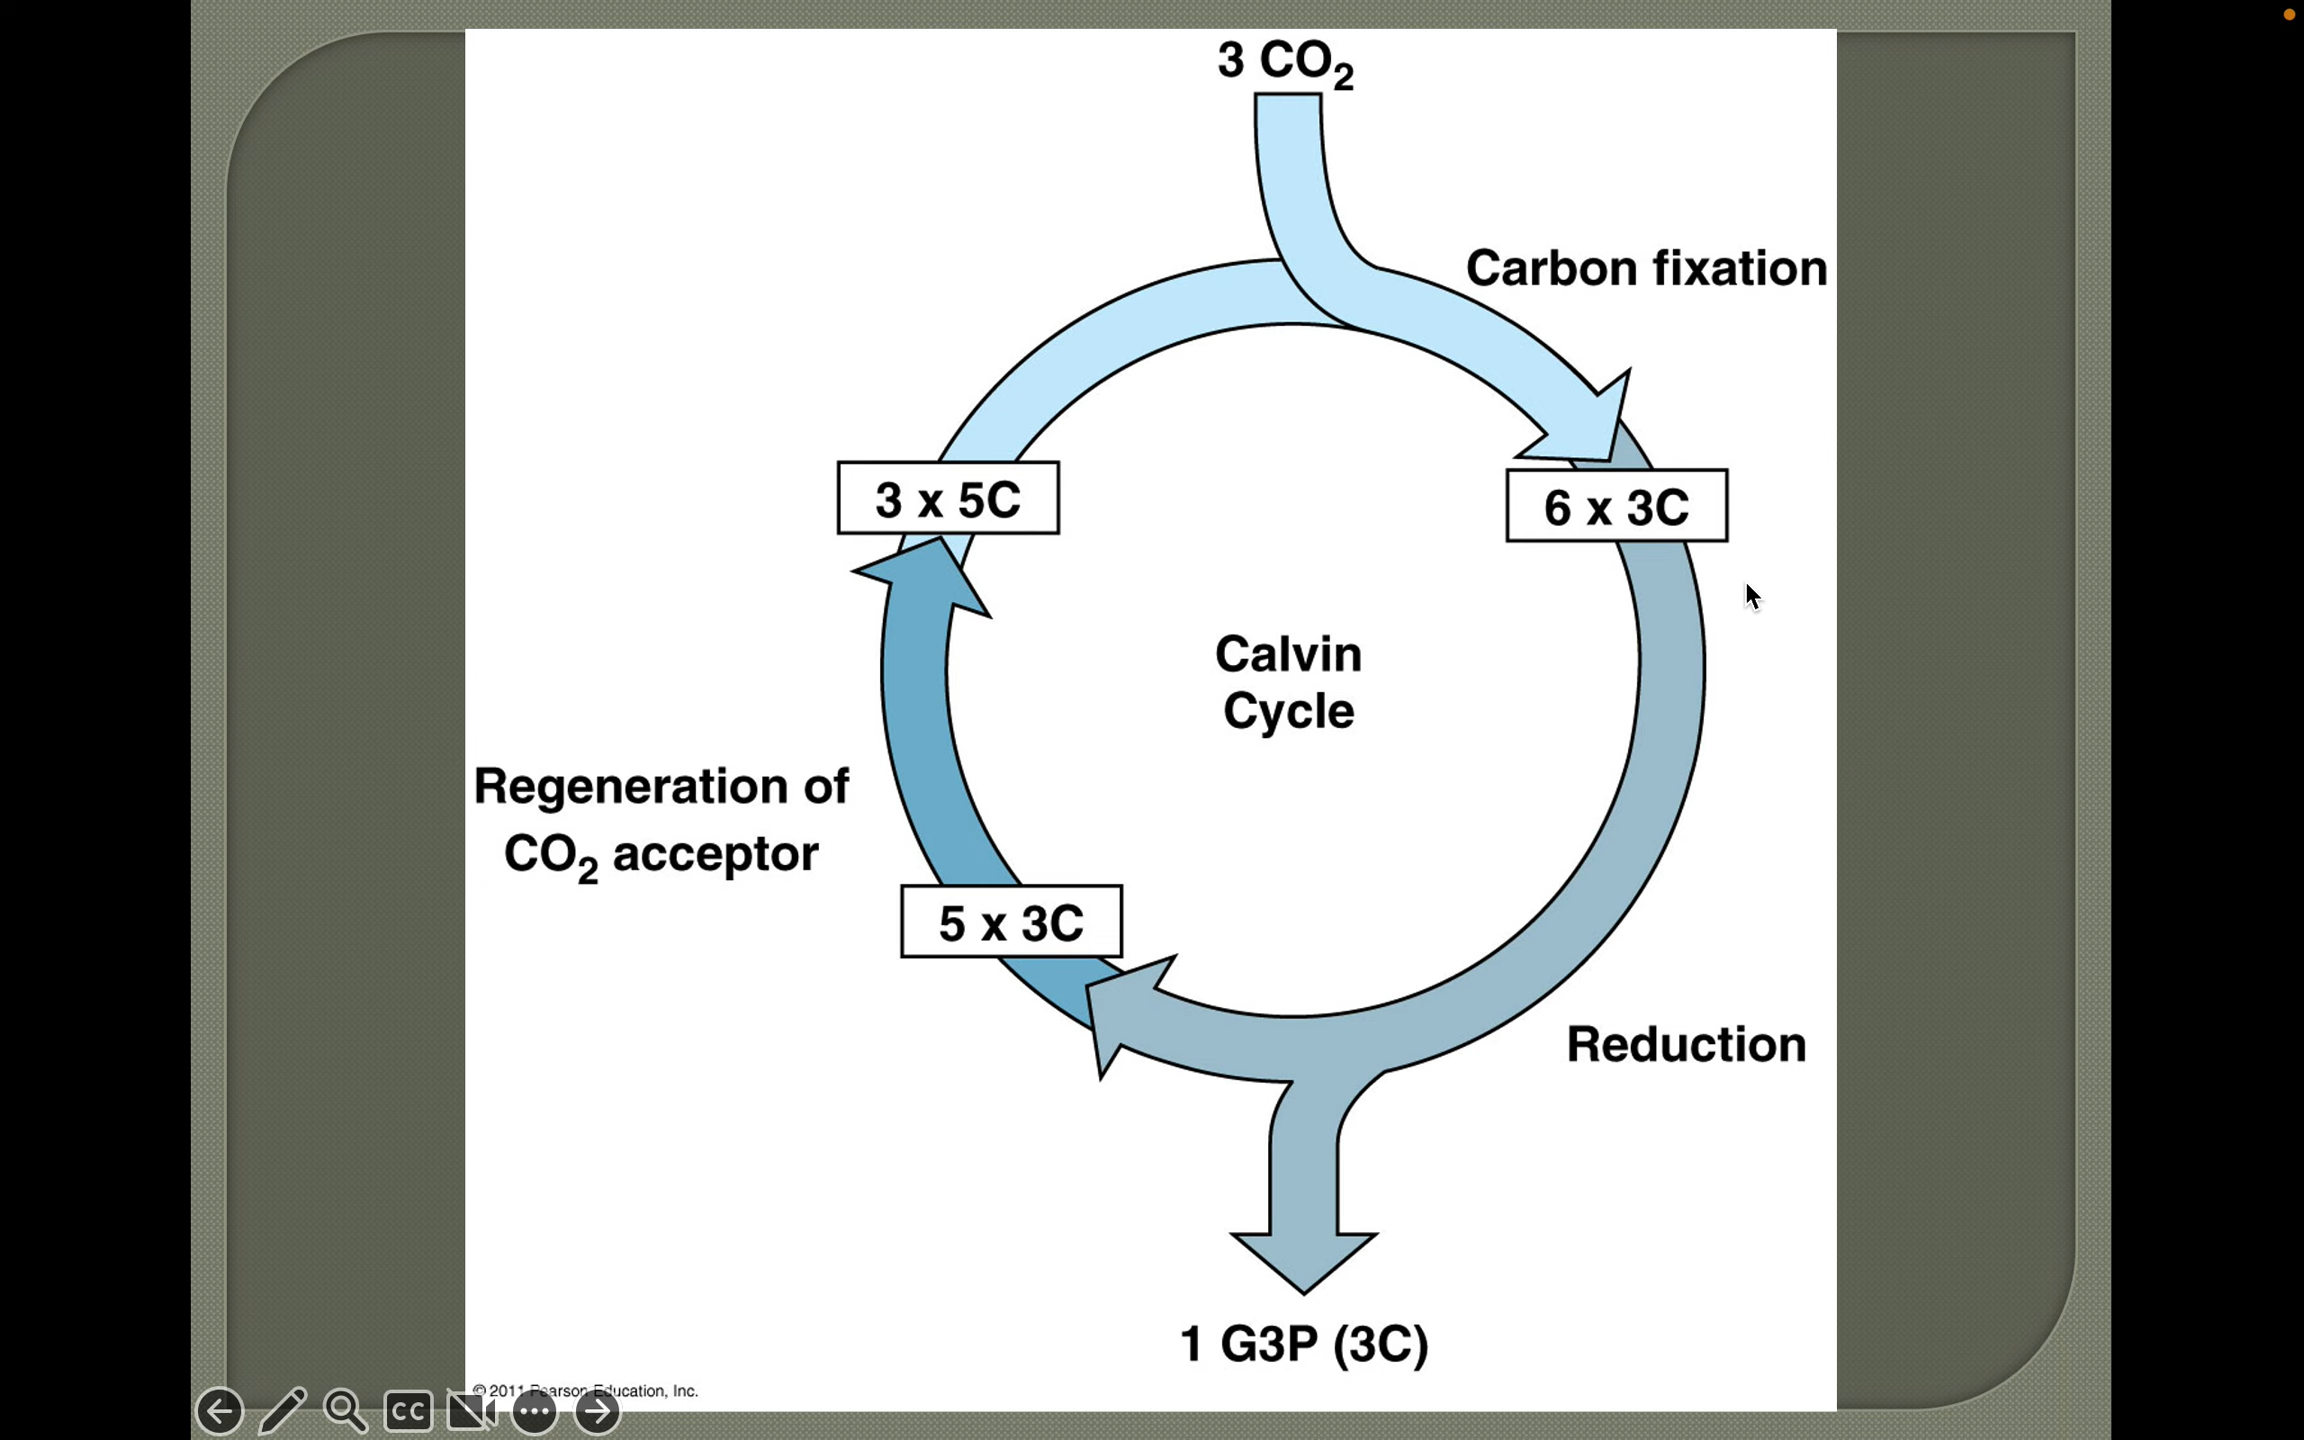 3 CO₂
Carbon fixation
3 x 5C
6 x 3C
Calvin
Cycle
Regeneration of
CO₂ acceptor
5 x 3C
Reduction
1 G3P (3C)
© 2011 Pearson Education, Inc.
CC